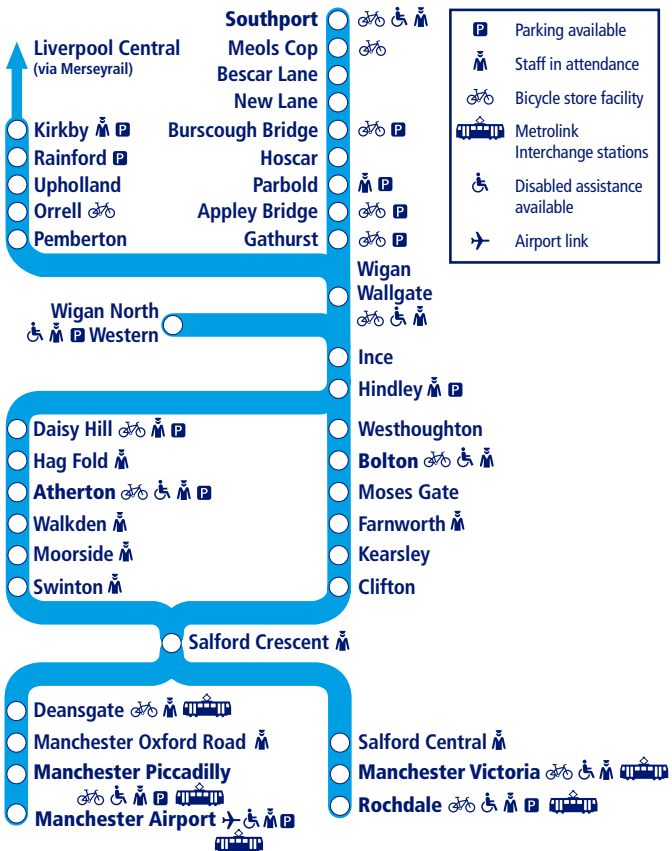 Southport
Liverpool Central
(via Merseyrail)
Meols Cop
Bescar Lane
New Lane
Kirkby P
Burscough Bridge P
Rainford P
Hoscar
Upholland
Parbold P
Orrell
Appley Bridge P
Pemberton
Gathurst P
P Parking available
Staff in attendance
Bicycle store facility
Metrolink
Interchange stations
Disabled assistance
available
Airport link
Wigan
Wallgate
Wigan North
P Western
Ince
Hindley P
Daisy Hill P
Hag Fold
Atherton P
Walkden
Moorside
Swinton
Westhoughton
Bolton
Moses Gate
Farnworth
Kearsley
Clifton
Salford Crescent
Deansgate
Manchester Oxford Road
Manchester Piccadilly
P
Manchester Airport P
Salford Central
Manchester Victoria
Rochdale P